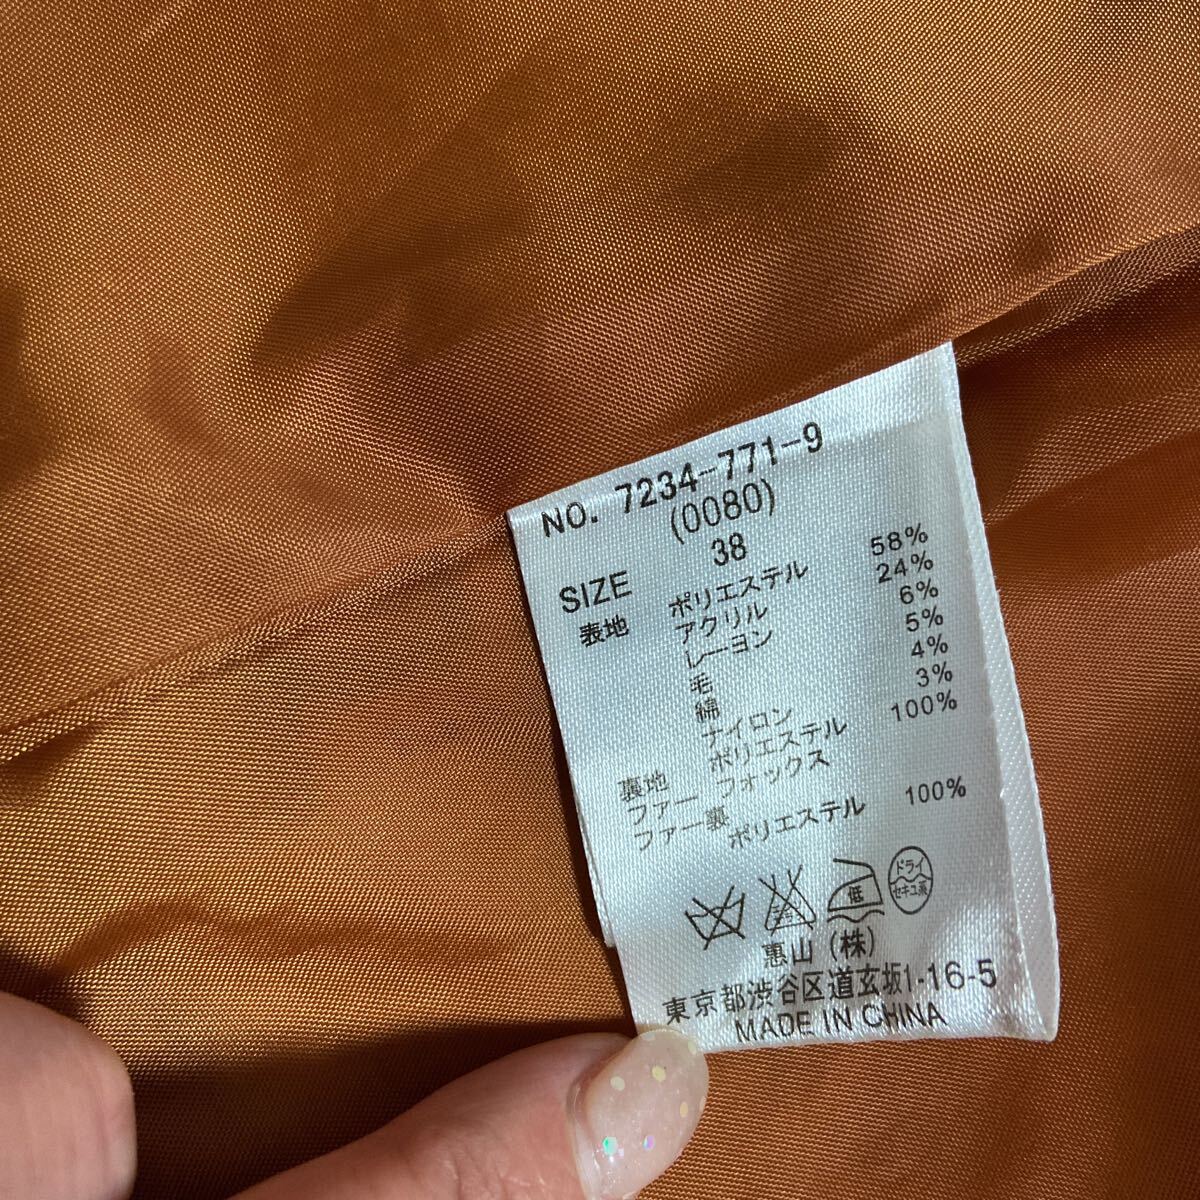 NO. 7234-771-9
(0080)
SIZE 38
表地 ポリエステル 58%
アクリル 24%
レーヨン 6%
毛 5%
綿 4%
ナイロン 3%
裏地 ポリエステル 100%
ファー フォックス
ファー裏 ポリエステル 100%
低
ドライ
セキユ系
惠山(株)
東京都渋谷区道玄坂1-16-5
MADE IN CHINA